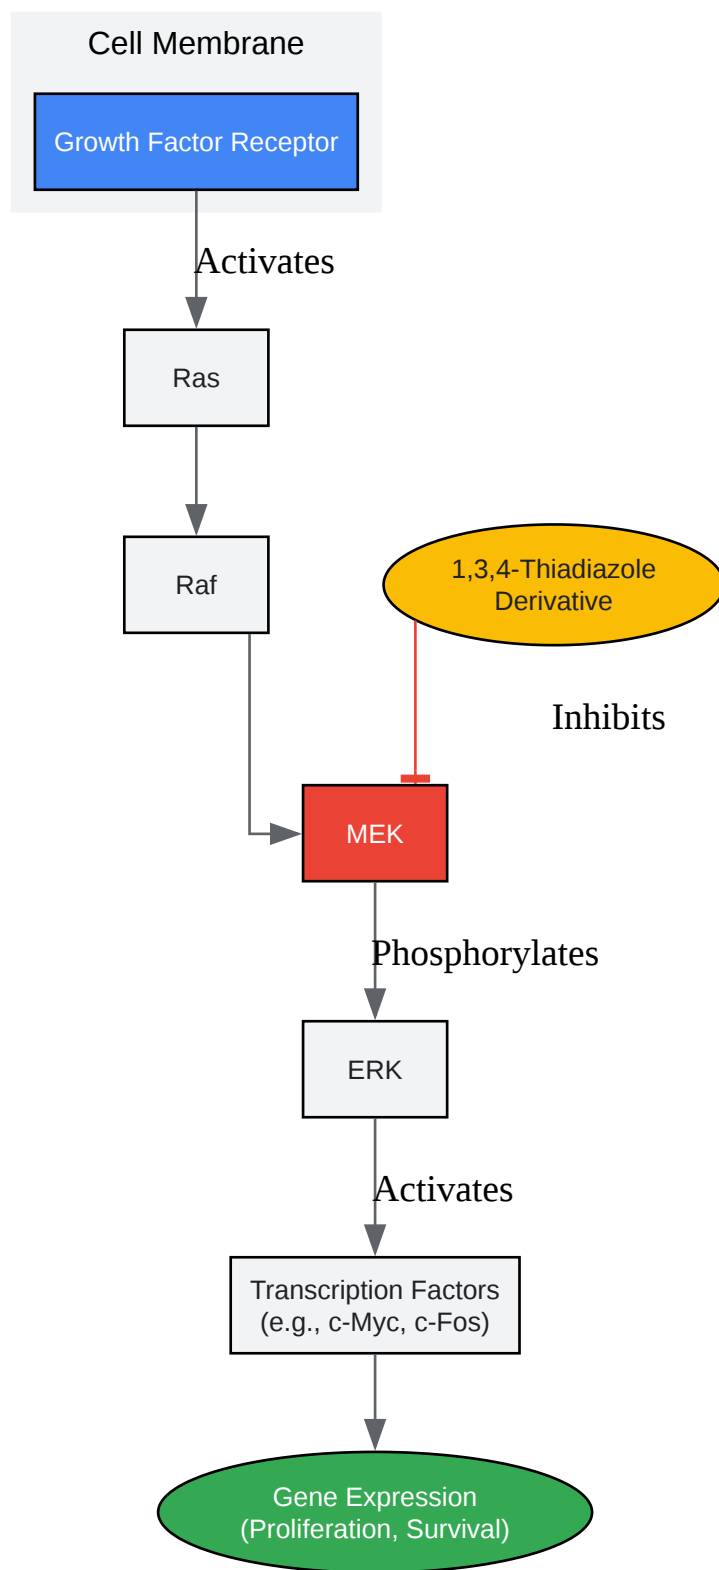 Cell Membrane
Growth Factor Receptor
Activates
Ras
Raf
1,3,4-Thiadiazole
Derivative
Inhibits
MEK
Phosphorylates
ERK
Activates
Transcription Factors
(e.g., c-Myc, c-Fos)
Gene Expression
(Proliferation, Survival)